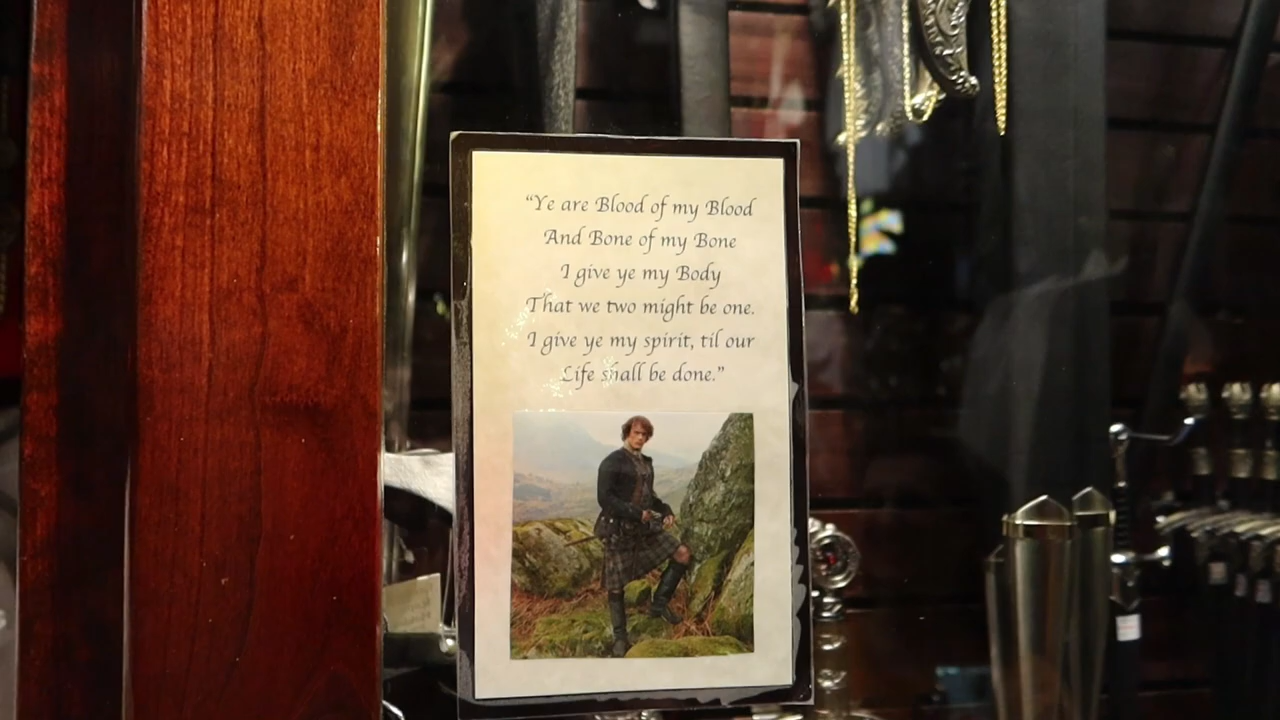 “Ye are Blood of my Blood
And Bone of my Bone
I give ye my Body
That we two might be one.
I give ye my spirit, til our
Life shall be done.”